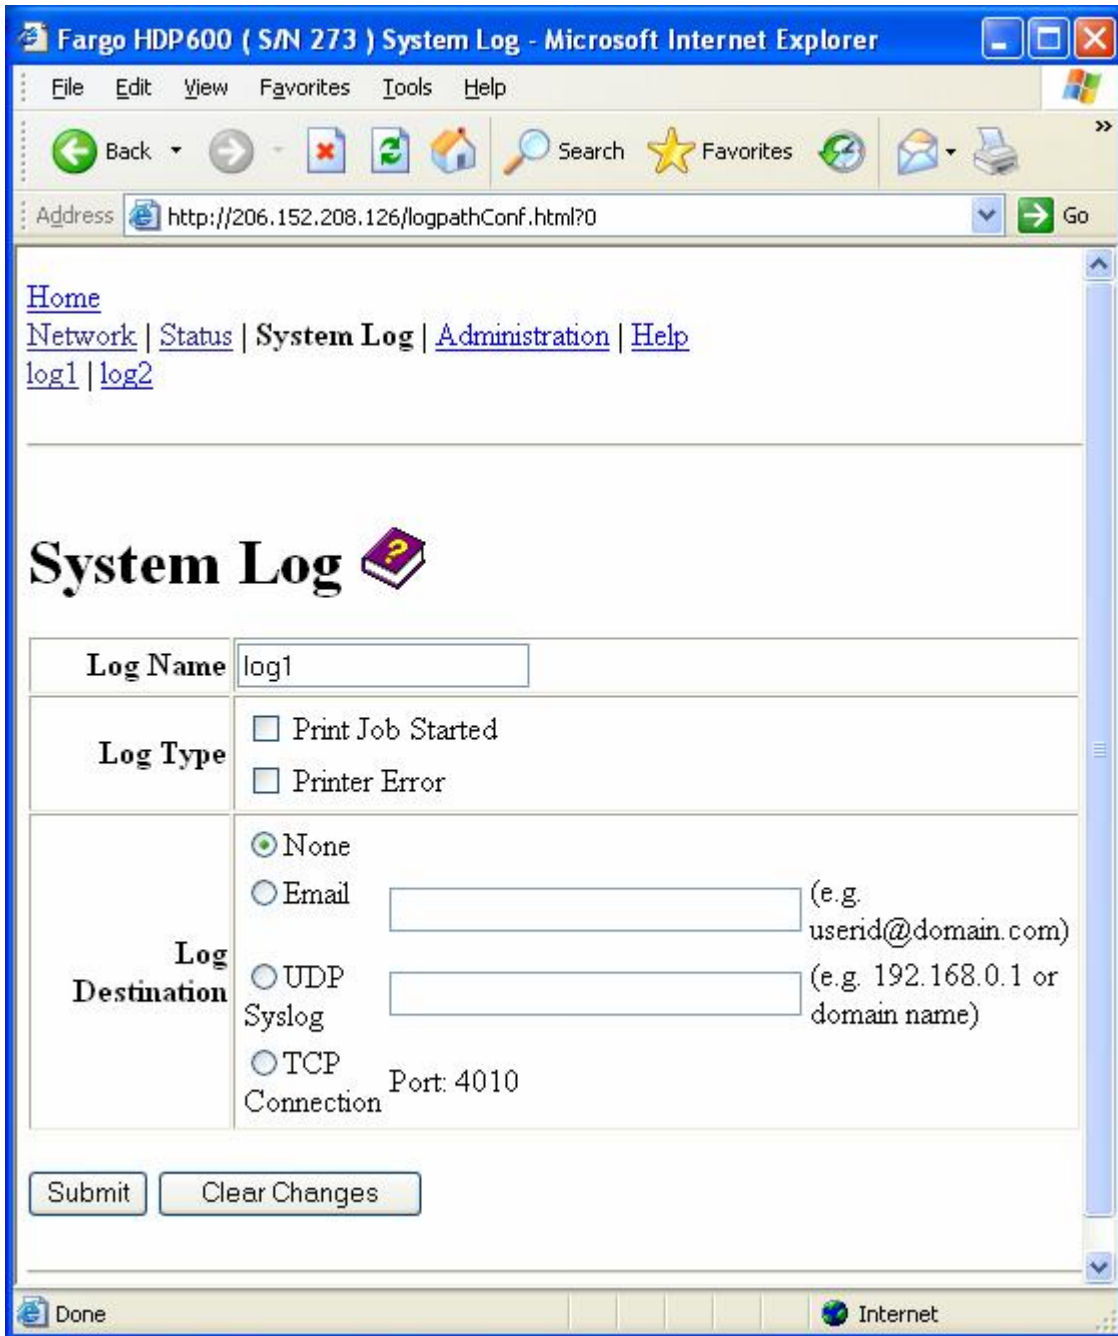 Fargo HDP600 ( S/N 273 ) System Log - Microsoft Internet Explorer
File Edit View Favorites Tools Help
Back Search Favorites
Address http://206.152.208.126/logpathConf.html?0 Go
Home
Network | Status | System Log | Administration | Help
log1 | log2
System Log ?
Log Name log1
Log Type
Print Job Started
Printer Error
Log Destination
None
Email (e.g. userid@domain.com)
UDP Syslog (e.g. 192.168.0.1 or domain name)
TCP Connection Port: 4010
Submit Clear Changes
Done Internet